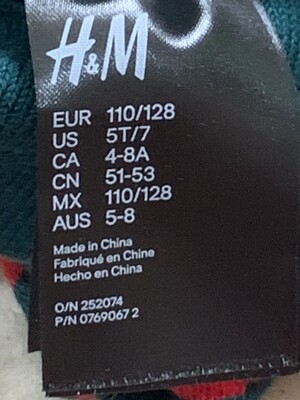 H&M
EUR 110/128
US 5T/7
CA 4-8A
CN 51-53
MX 110/128
AUS 5-8
Made in China
Fabriqué en Chine
Hecho en China
O/N 252074
P/N 0769067 2